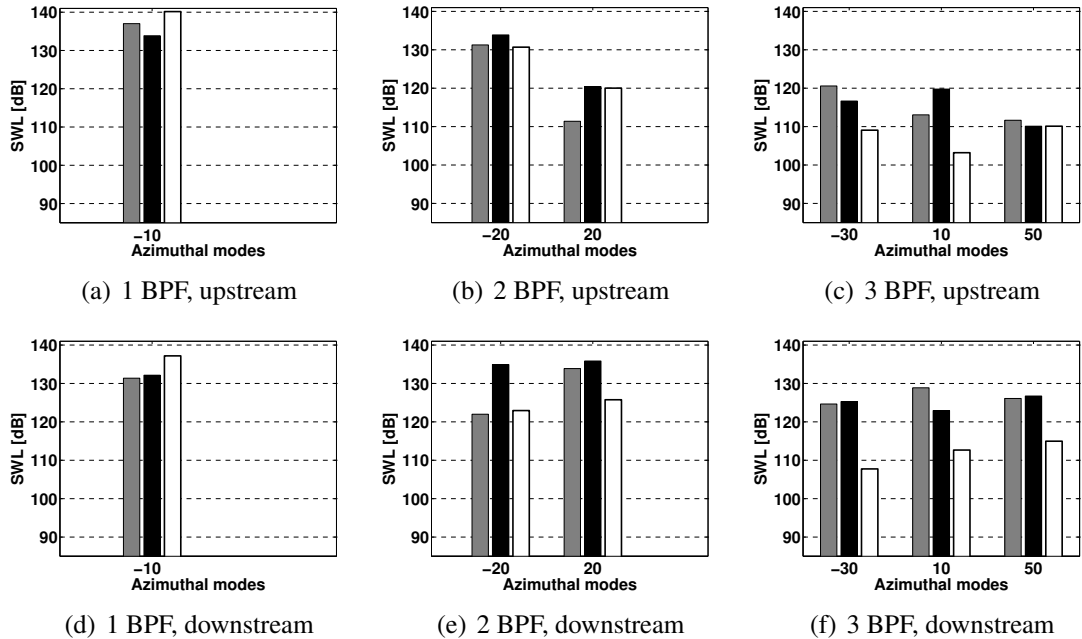 140
130
120
110
100
90
SWL [dB]
−10
Azimuthal modes
(a) 1 BPF, upstream
140
130
120
110
100
90
SWL [dB]
−20 20
Azimuthal modes
(b) 2 BPF, upstream
140
130
120
110
100
90
SWL [dB]
−30 10 50
Azimuthal modes
(c) 3 BPF, upstream
140
130
120
110
100
90
SWL [dB]
−10
Azimuthal modes
(d) 1 BPF, downstream
140
130
120
110
100
90
SWL [dB]
−20 20
Azimuthal modes
(e) 2 BPF, downstream
140
130
120
110
100
90
SWL [dB]
−30 10 50
Azimuthal modes
(f) 3 BPF, downstream